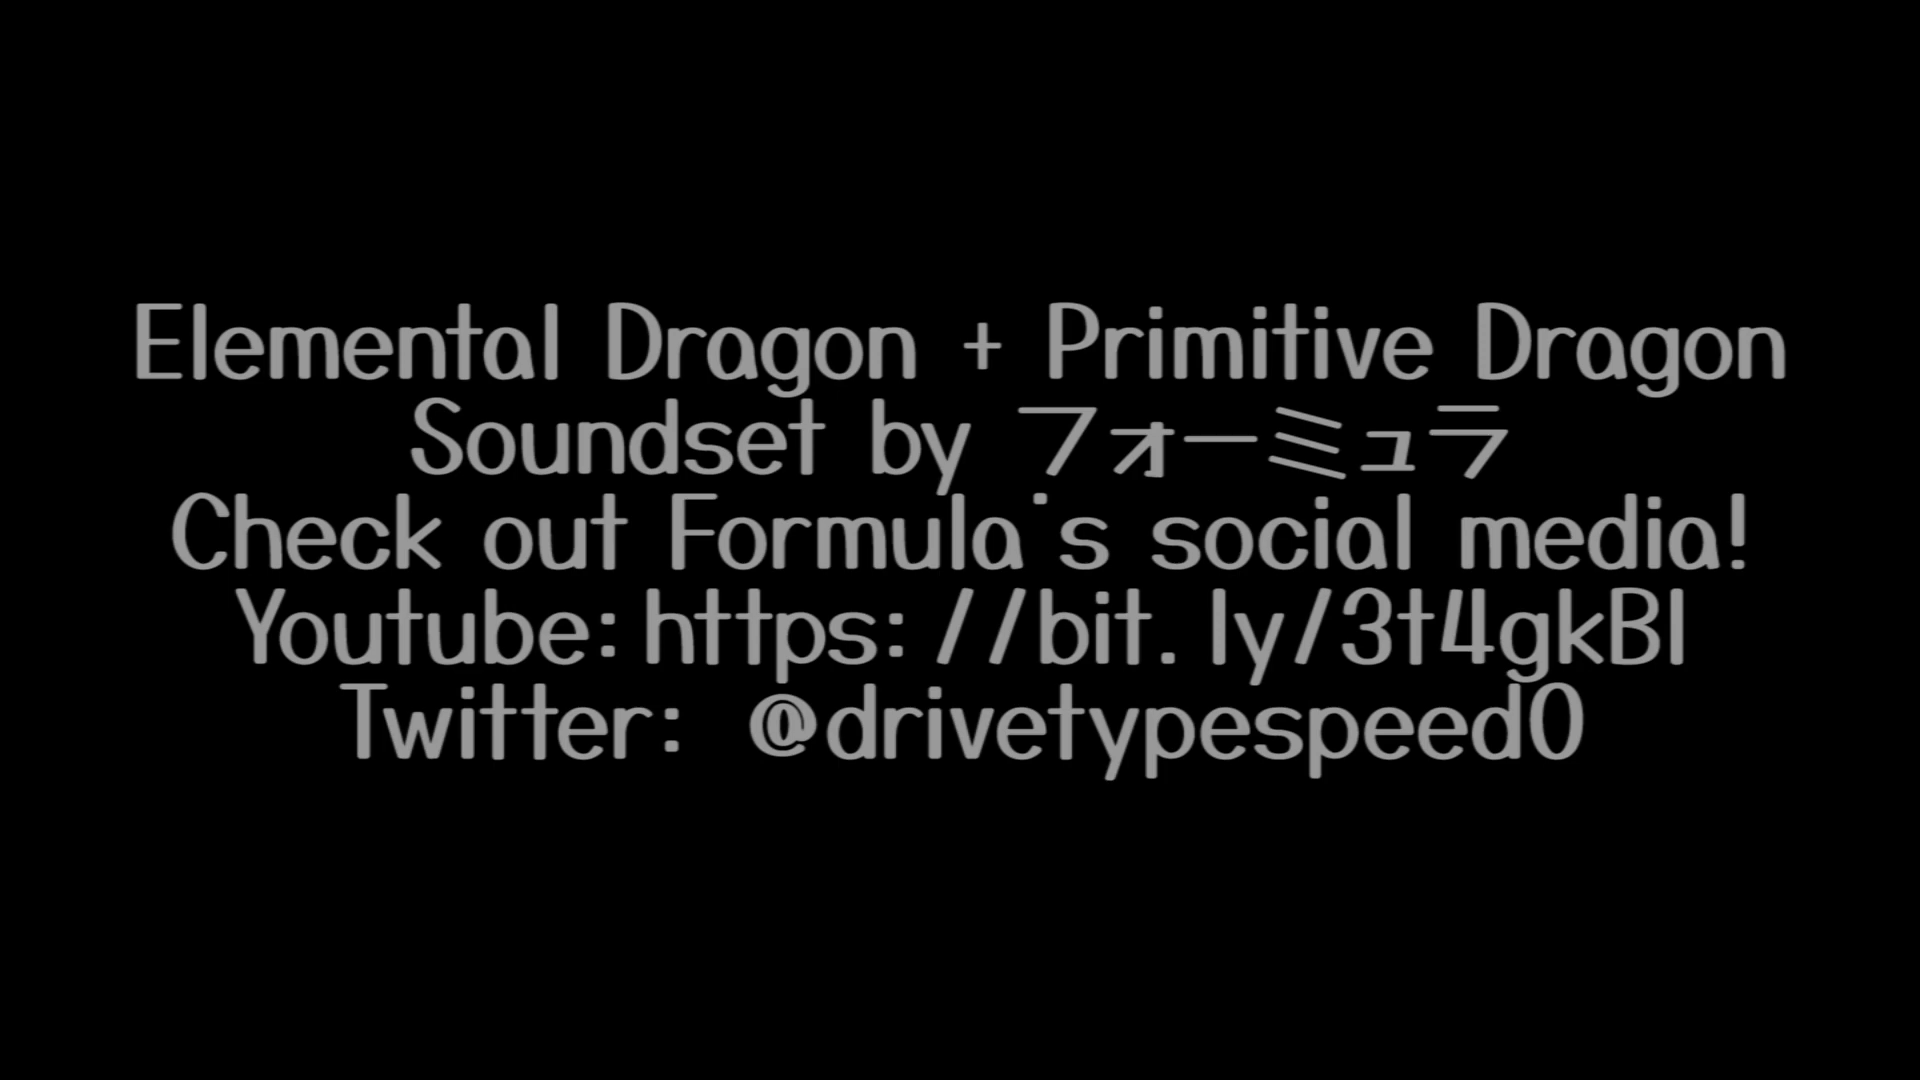 Elemental Dragon + Primitive Dragon
Soundset by フォーミュラ
Check out Formula's social media!
Youtube: https://bit.ly/3t4gkBl
Twitter: @drivetypespeed0